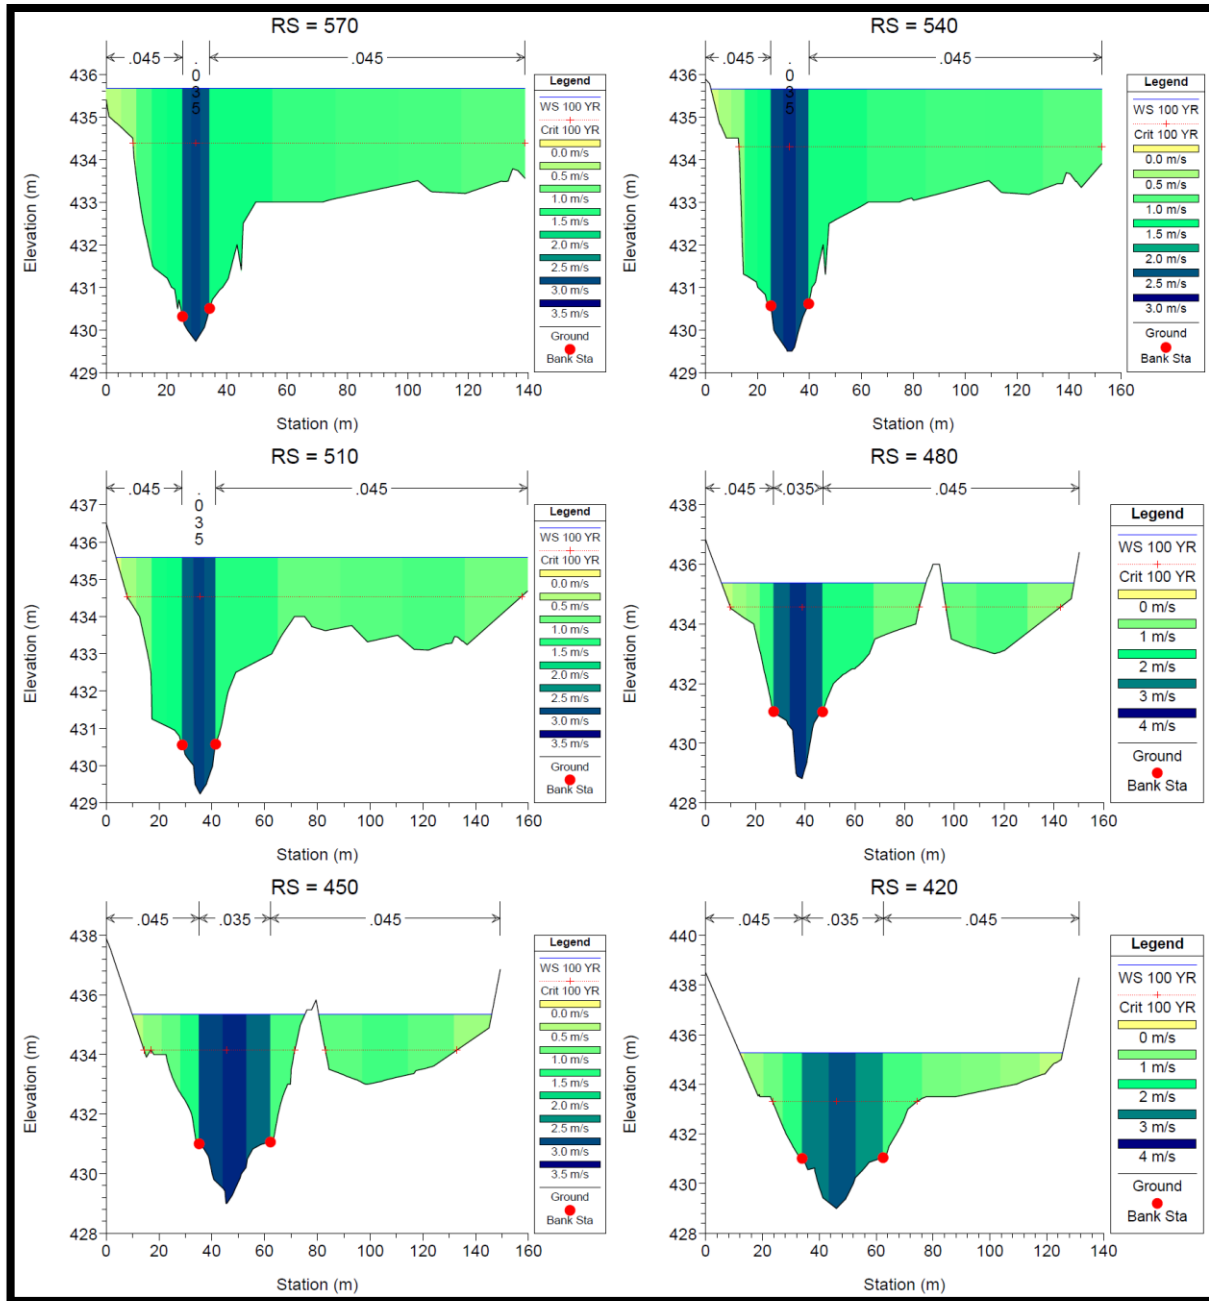 RS = 570
.045
.035
.045
436
435
434
433
432
431
430
429
0 20 40 60 80 100 120 140
Elevation (m)
Station (m)
Legend
WS 100 YR
Crit 100 YR
0.0 m/s
0.5 m/s
1.0 m/s
1.5 m/s
2.0 m/s
2.5 m/s
3.0 m/s
3.5 m/s
Ground
Bank Sta
RS = 540
.045
.035
.045
436
435
434
433
432
431
430
429
0 20 40 60 80 100 120 140 160
Elevation (m)
Station (m)
Legend
WS 100 YR
Crit 100 YR
0.0 m/s
0.5 m/s
1.0 m/s
1.5 m/s
2.0 m/s
2.5 m/s
3.0 m/s
Ground
Bank Sta
RS = 510
.045
.035
.045
437
436
435
434
433
432
431
430
429
0 20 40 60 80 100 120 140 160
Elevation (m)
Station (m)
Legend
WS 100 YR
Crit 100 YR
0.0 m/s
0.5 m/s
1.0 m/s
1.5 m/s
2.0 m/s
2.5 m/s
3.0 m/s
3.5 m/s
Ground
Bank Sta
RS = 480
.045
.035
.045
438
436
434
432
430
428
0 20 40 60 80 100 120 140 160
Elevation (m)
Station (m)
Legend
WS 100 YR
Crit 100 YR
0 m/s
1 m/s
2 m/s
3 m/s
4 m/s
Ground
Bank Sta
RS = 450
.045
.035
.045
438
436
434
432
430
428
0 20 40 60 80 100 120 140 160
Elevation (m)
Station (m)
Legend
WS 100 YR
Crit 100 YR
0.0 m/s
0.5 m/s
1.0 m/s
1.5 m/s
2.0 m/s
2.5 m/s
3.0 m/s
3.5 m/s
Ground
Bank Sta
RS = 420
.045
.035
.045
440
438
436
434
432
430
428
0 20 40 60 80 100 120 140
Elevation (m)
Station (m)
Legend
WS 100 YR
Crit 100 YR
0 m/s
1 m/s
2 m/s
3 m/s
4 m/s
Ground
Bank Sta